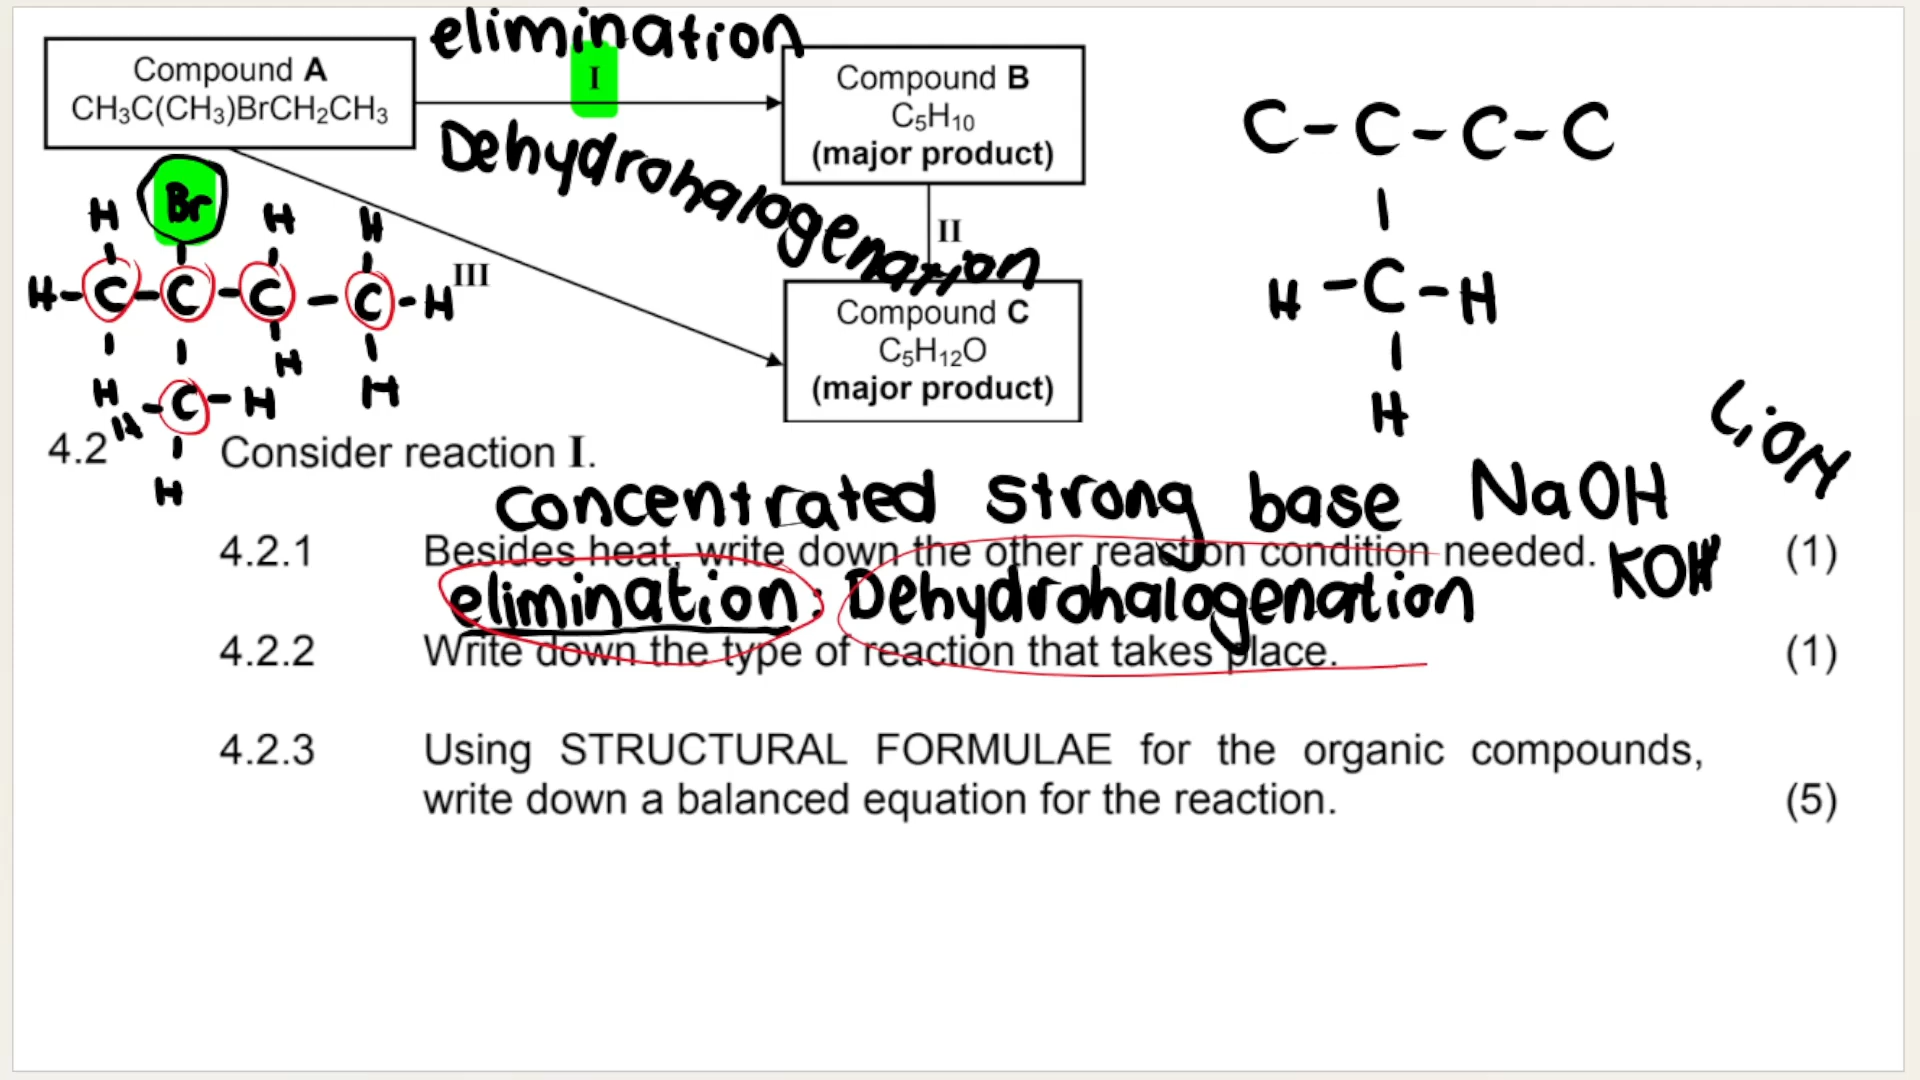 elimination
Compound A
CH₃C(CH₃)BrCH₂CH₃
I
Compound B
C₅H₁₀
(major product)
Dehydrohalogenation
C-C-C-C
H-C-H
H
Br
H H H
H-C-C-C-C-H
H H H
H-C-H
H
II
III
Compound C
C₅H₁₂O
(major product)
4.2 Consider reaction I.
LiOH
concentrated strong base NaOH
4.2.1 Besides heat, write down the other reaction condition needed. (1)
KOH
elimination: Dehydrohalogenation
4.2.2 Write down the type of reaction that takes place. (1)
4.2.3 Using STRUCTURAL FORMULAE for the organic compounds,
write down a balanced equation for the reaction. (5)